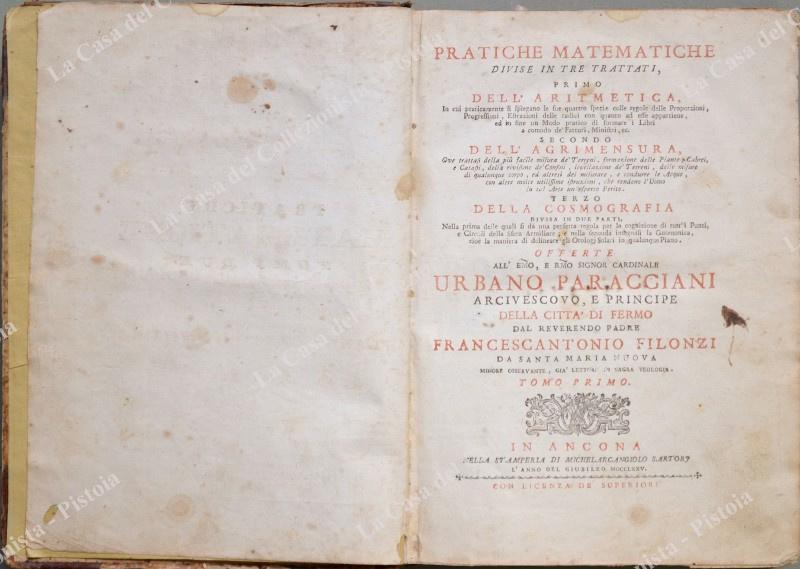 PRATICHE MATEMATICHE
DIVISE IN TRE TRATTATI,
PRIMO
DELL' ARITMETICA,
In cui praticamente si spiegano le sue quattro spezie colle regole delle Proporzioni,
Progressioni, Estrazioni delle radici con quanto ad esse appartiene,
ed in fine un Modo pratico di formare i Libri
a comodo de' Fattori, Ministri, ec.
SECONDO
DELL' AGRIMENSURA,
Ove trattasi della più facile misura de' Terreni, formazione delle Piante, Cabrei,
e Catasti, della revisione de' Confini, livellazione de' Terreni, delle misure
di qualunque corpo, ed altresì del misurare, e condurre le Acque,
con altre molte utilissime istruzioni, che rendono l'Uomo
in tal Arte un esperto Perito.
TERZO
DELLA COSMOGRAFIA
DIVISA IN DUE PARTI,
Nella prima delle quali si dà una perfetta regola per la cognizione di tutt'i Punti,
e Circoli della Sfera Armillare, e nella seconda insegnasi la Gnomonica,
cioè la maniera di delineare gli Orologj Solari in qualunque Piano.
OFFERTE
ALL' EMO, E RMO SIGNOR CARDINALE
URBANO PARACCIANI
ARCIVESCOVO, E PRINCIPE
DELLA CITTA' DI FERMO
DAL REVERENDO PADRE
FRANCESCANTONIO FILONZI
DA SANTA MARIA NUOVA
MINORE OSSERVANTE, GIA' LETTORE DI SAGRA TEOLOGIA.
TOMO PRIMO.
IN ANCONA
NELLA STAMPERIA DI MICHELARCANGIOLO SARTORJ
L'ANNO DEL GIUBILEO MDCCLXXV.
CON LICENZA DE' SUPERIORI
La Casa del Collezionista - Pistoia